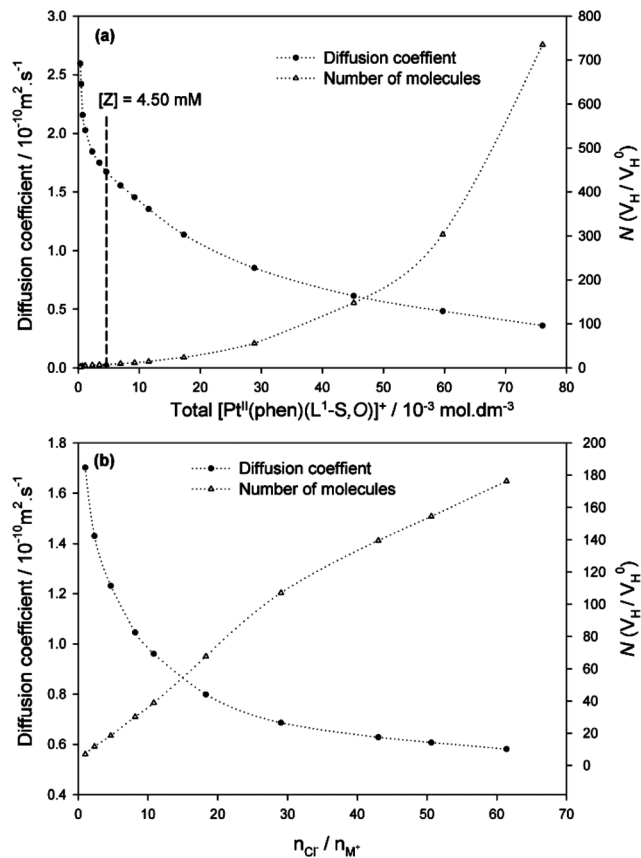 (a)
Diffusion coeffient
Number of molecules
[Z] = 4.50 mM
Diffusion coefficient / 10⁻¹⁰m².s⁻¹
3.0
2.5
2.0
1.5
1.0
0.5
0.0
800
700
600
500
400
300
200
100
0
N (V_H / V_H⁰)
0 10 20 30 40 50 60 70 80
Total [Ptᴵᴵ(phen)(L¹-S,O)]⁺ / 10⁻³ mol.dm⁻³
(b)
Diffusion coeffient
Number of molecules
Diffusion coefficient / 10⁻¹⁰m².s⁻¹
1.8
1.6
1.4
1.2
1.0
0.8
0.6
0.4
200
180
160
140
120
100
80
60
40
20
0
N (V_H / V_H⁰)
0 10 20 30 40 50 60 70
n_Cl⁻ / n_M⁺